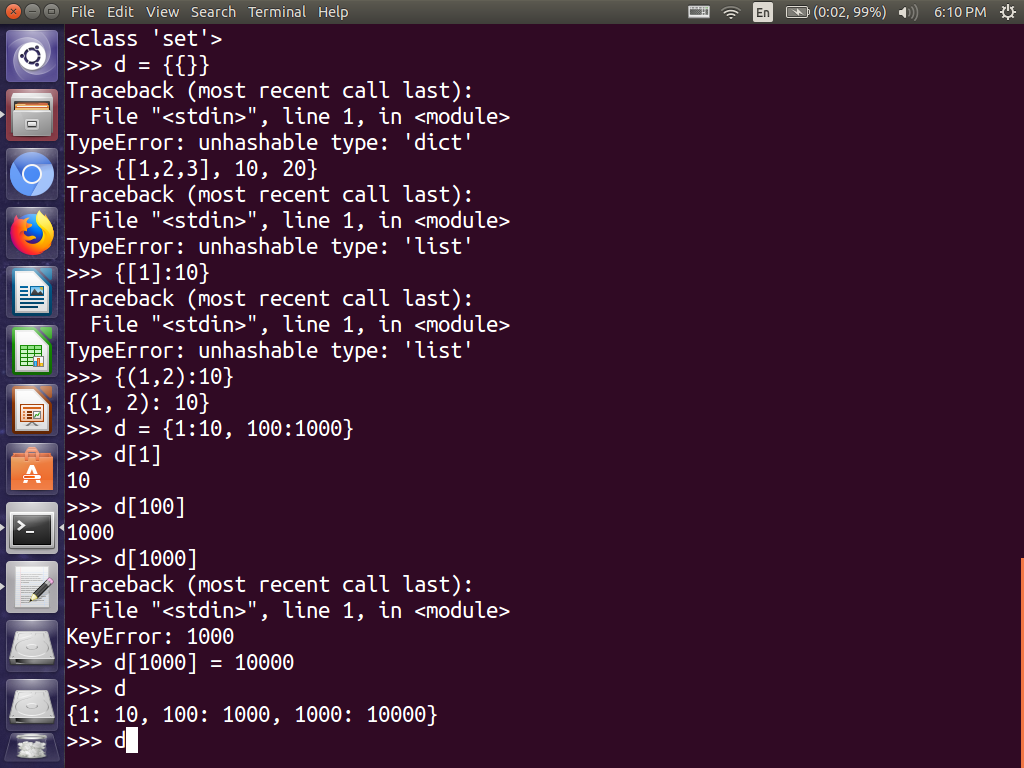 File Edit View Search Terminal Help En (0:02, 99%) 6:10 PM
<class 'set'>
>>> d = {{}}
Traceback (most recent call last):
  File "<stdin>", line 1, in <module>
TypeError: unhashable type: 'dict'
>>> {[1,2,3], 10, 20}
Traceback (most recent call last):
  File "<stdin>", line 1, in <module>
TypeError: unhashable type: 'list'
>>> {[1]:10}
Traceback (most recent call last):
  File "<stdin>", line 1, in <module>
TypeError: unhashable type: 'list'
>>> {(1,2):10}
{(1, 2): 10}
>>> d = {1:10, 100:1000}
>>> d[1]
10
>>> d[100]
1000
>>> d[1000]
Traceback (most recent call last):
  File "<stdin>", line 1, in <module>
KeyError: 1000
>>> d[1000] = 10000
>>> d
{1: 10, 100: 1000, 1000: 10000}
>>> d